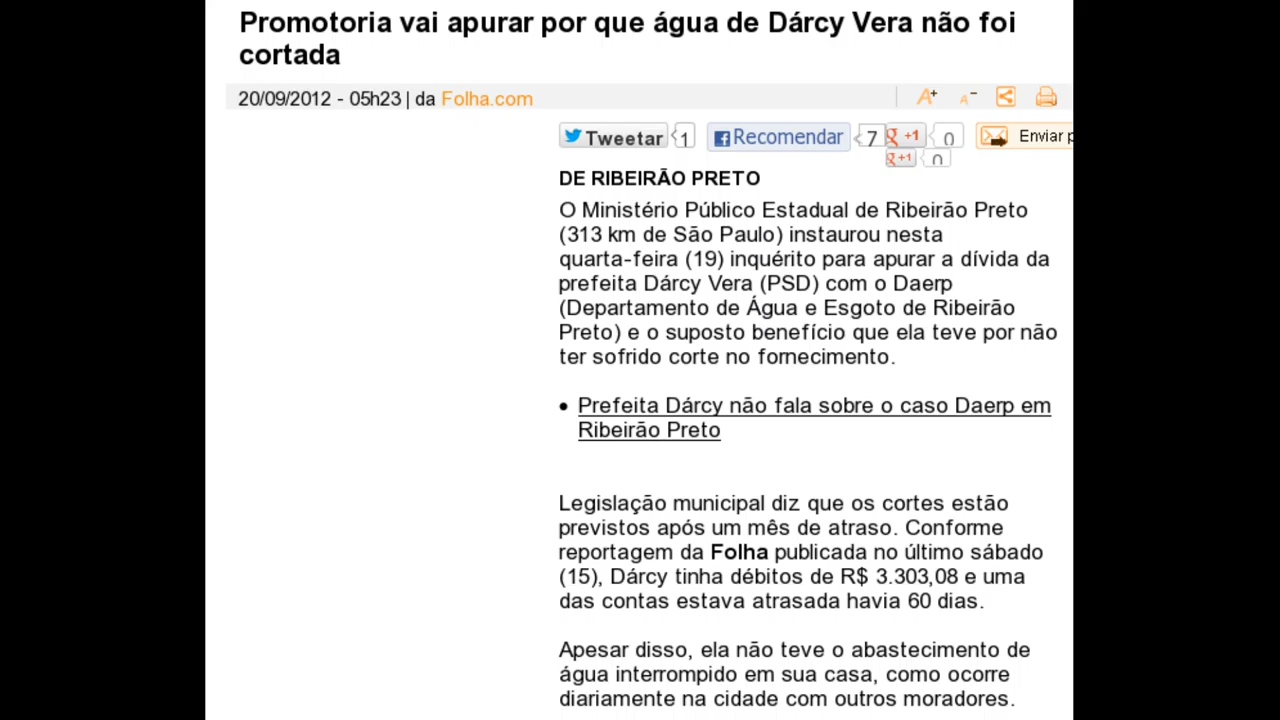 Promotoria vai apurar por que água de Dárcy Vera não foi
cortada
20/09/2012 - 05h23 | da Folha.com
A+ A−
Tweetar 1 Recomendar 7 g +1 0 Enviar p
g +1 0
DE RIBEIRÃO PRETO
O Ministério Público Estadual de Ribeirão Preto
(313 km de São Paulo) instaurou nesta
quarta-feira (19) inquérito para apurar a dívida da
prefeita Dárcy Vera (PSD) com o Daerp
(Departamento de Água e Esgoto de Ribeirão
Preto) e o suposto benefício que ela teve por não
ter sofrido corte no fornecimento.
• Prefeita Dárcy não fala sobre o caso Daerp em
Ribeirão Preto
Legislação municipal diz que os cortes estão
previstos após um mês de atraso. Conforme
reportagem da Folha publicada no último sábado
(15), Dárcy tinha débitos de R$ 3.303,08 e uma
das contas estava atrasada havia 60 dias.
Apesar disso, ela não teve o abastecimento de
água interrompido em sua casa, como ocorre
diariamente na cidade com outros moradores.